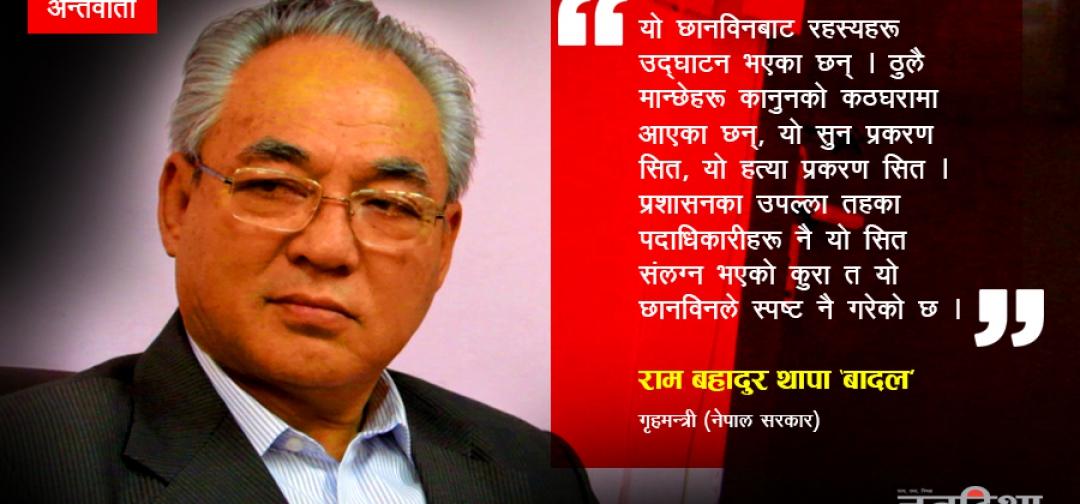 अन्तर्वार्ता
यो छानविनबाट रहस्यहरू
उद्‌घाटन भएका छन् । ठुलै
मान्छेहरू कानुनको कठघरामा
आएका छन्, यो सुन प्रकरण
सित, यो हत्या प्रकरण सित ।
प्रशासनका उपल्ला तहका
पदाधिकारीहरू नै यो सित
संलग्न भएको कुरा त यो
छानविनले स्पष्ट नै गरेको छ ।
राम बहादुर थापा 'बादल'
गृहमन्त्री (नेपाल सरकार)